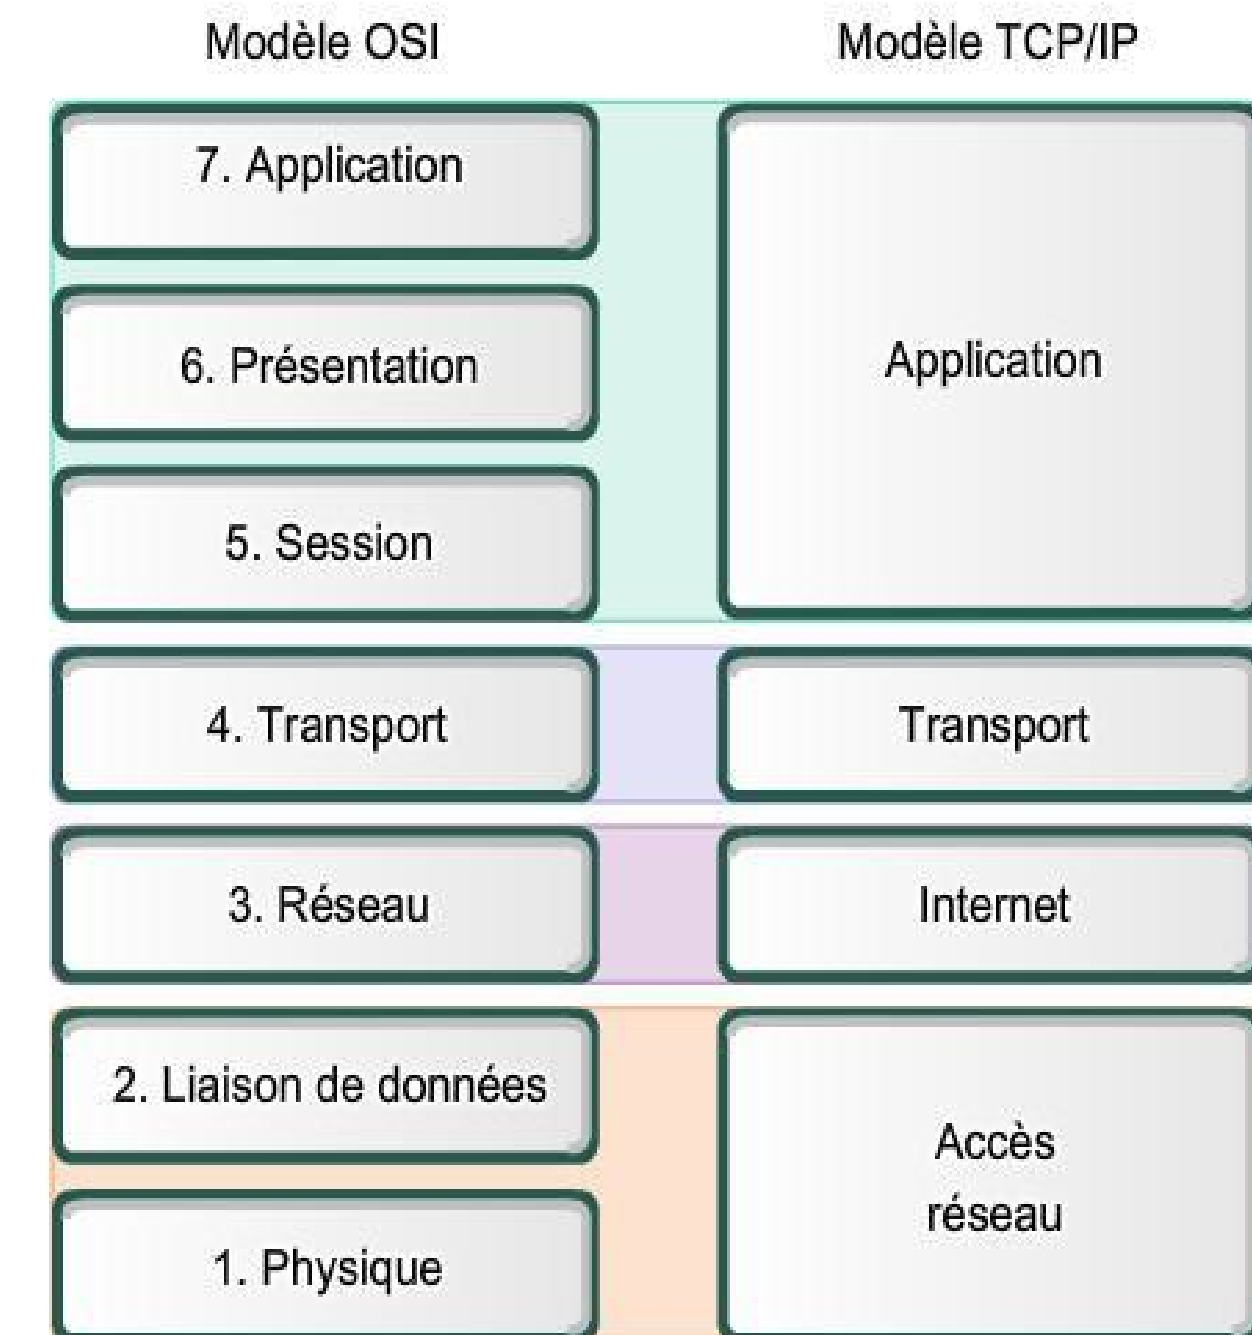 Modèle OSI
Modèle TCP/IP
7. Application
6. Présentation
5. Session
Application
4. Transport
Transport
3. Réseau
Internet
2. Liaison de données
1. Physique
Accès
réseau